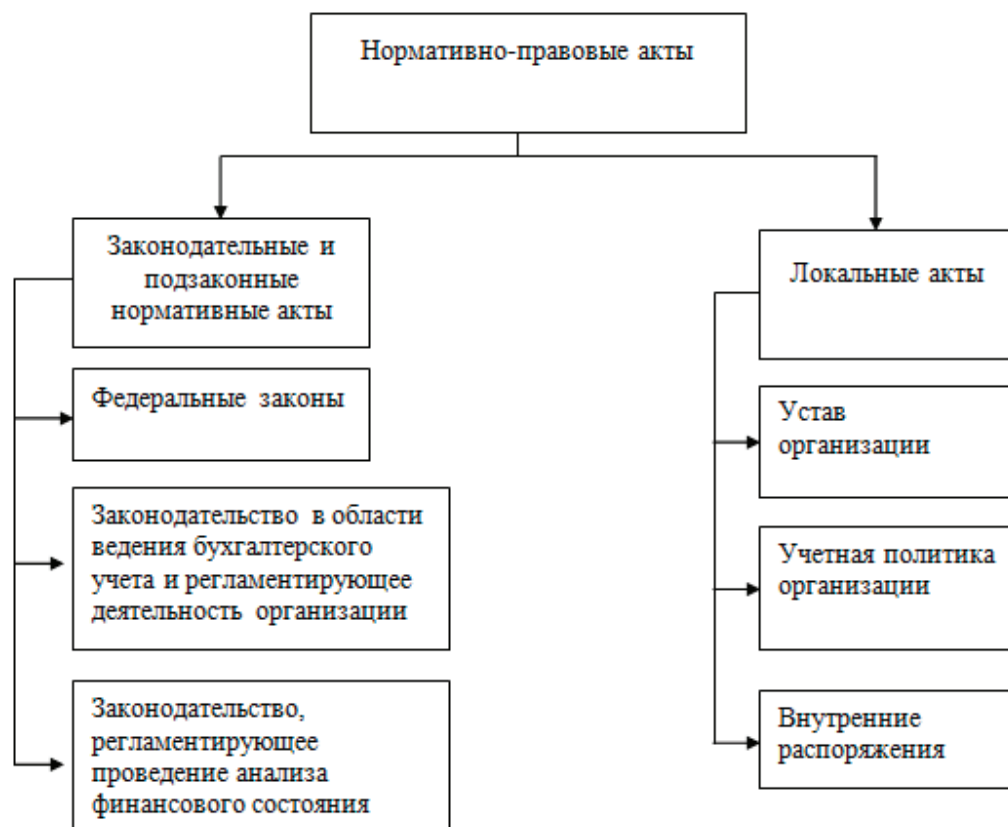 Нормативно-правовые акты
Законодательные и
подзаконные
нормативные акты
Федеральные законы
Законодательство в области
ведения бухгалтерского
учета и регламентирующее
деятельность организации
Законодательство,
регламентирующее
проведение анализа
финансового состояния
Локальные акты
Устав
организации
Учетная политика
организации
Внутренние
распоряжения